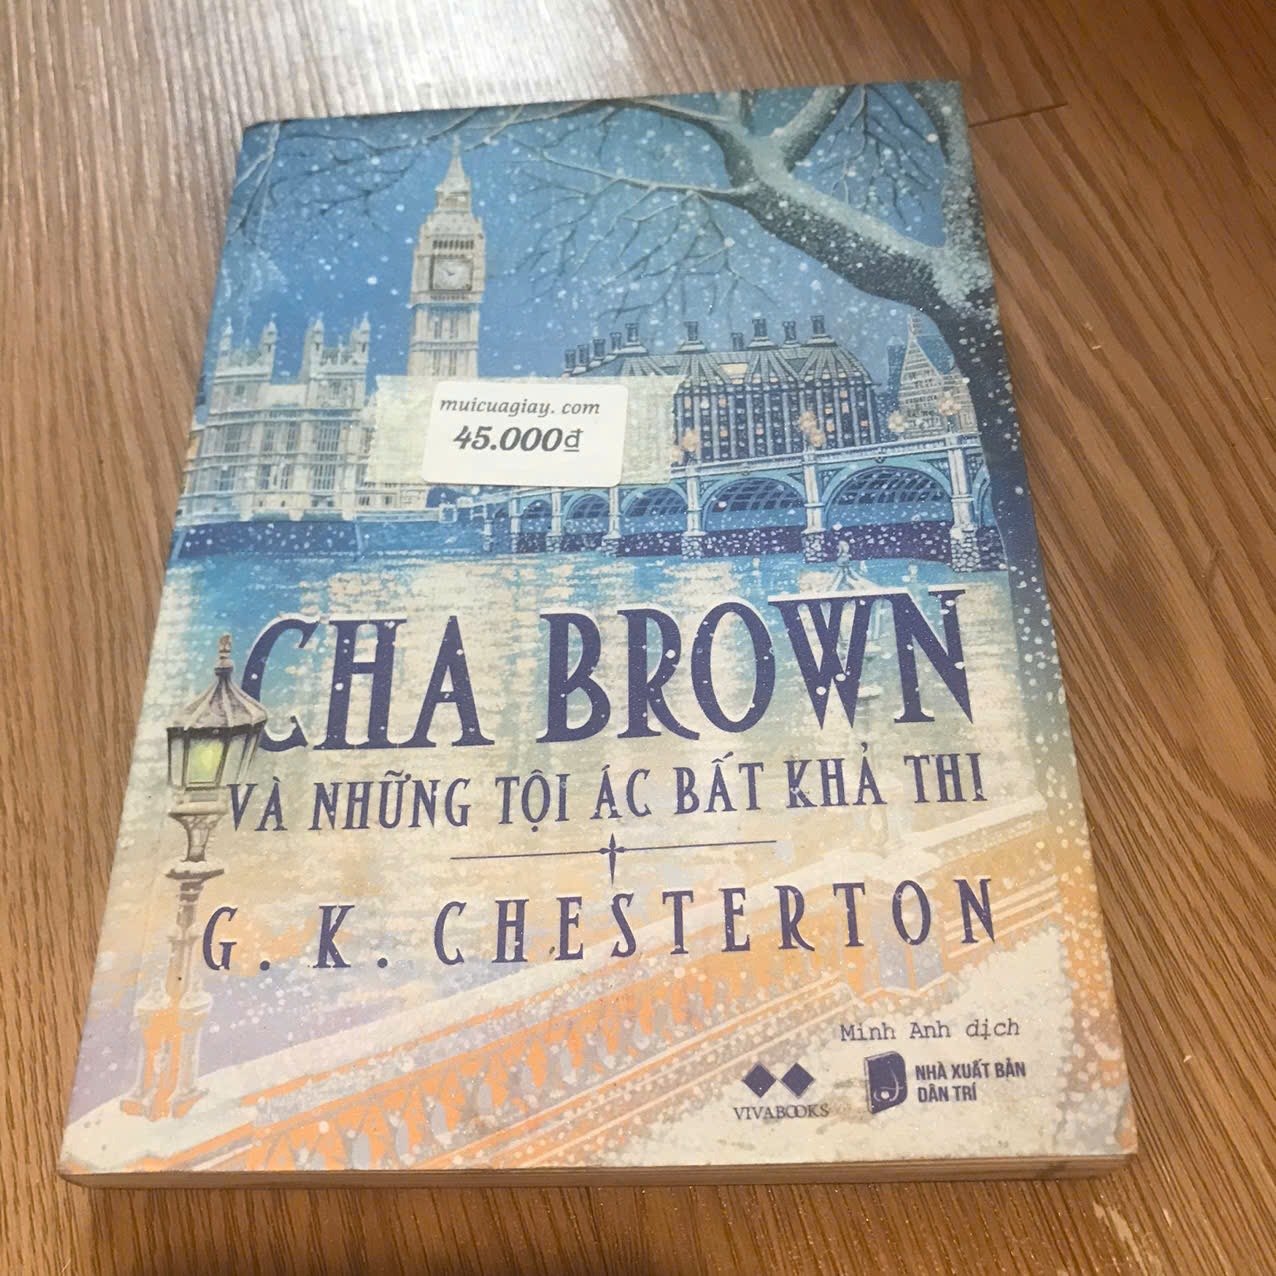 muicuagiay. com
45.000₫
CHA BROWN
VÀ NHỮNG TỘI ÁC BẤT KHẢ THI
G. K. CHESTERTON
Minh Anh dịch
VIVABOOKS
NHÀ XUẤT BẢN
DÂN TRÍ